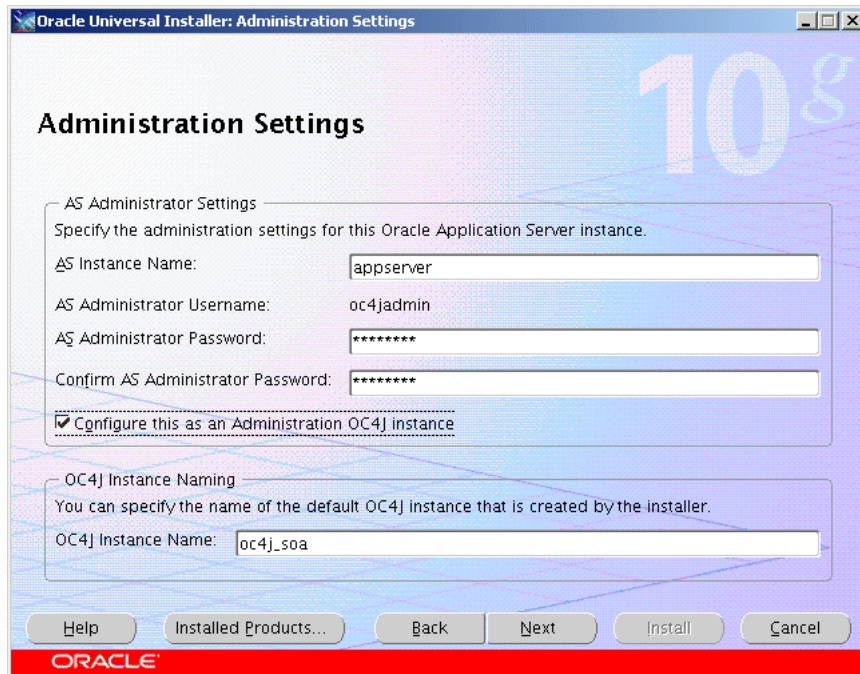 Oracle Universal Installer: Administration Settings
10g
Administration Settings
AS Administrator Settings
Specify the administration settings for this Oracle Application Server instance.
AS Instance Name: appserver
AS Administrator Username: oc4jadmin
AS Administrator Password: ********
Confirm AS Administrator Password: ********
Configure this as an Administration OC4J instance
OC4J Instance Naming
You can specify the name of the default OC4J instance that is created by the installer.
OC4J Instance Name: oc4j_soa
Help Installed Products... Back Next Install Cancel
ORACLE